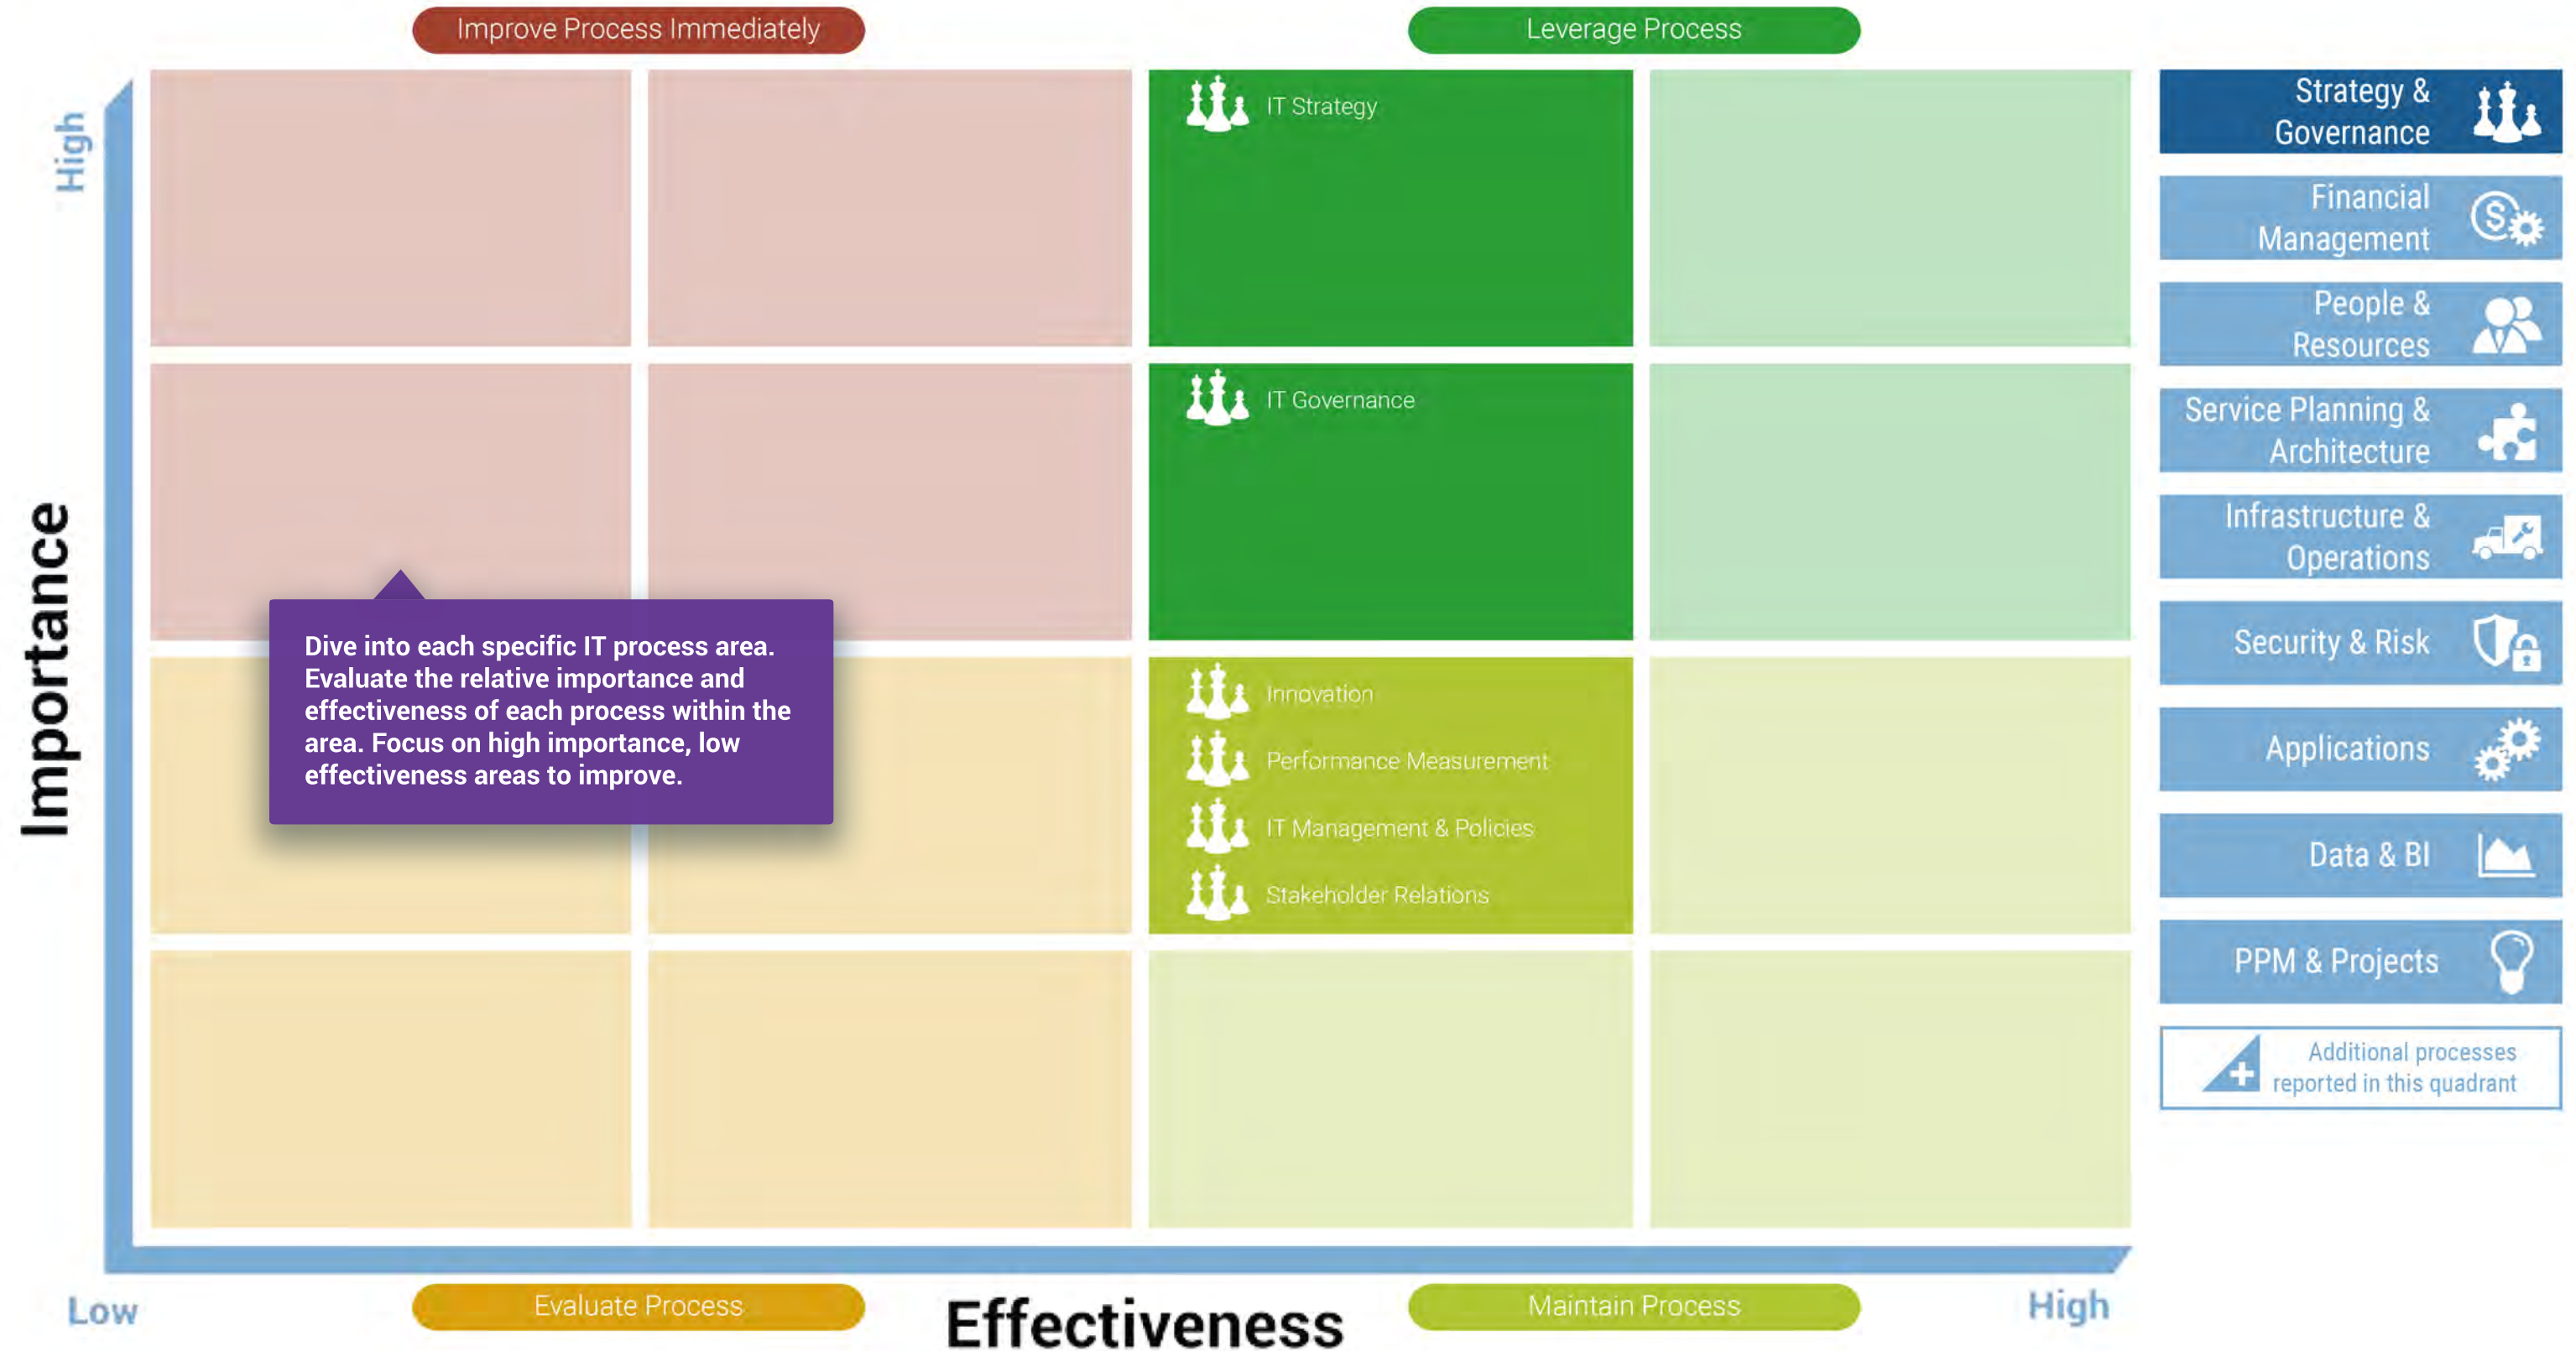 Improve Process Immediately
Leverage Process
High
Importance
IT Strategy
IT Governance
Dive into each specific IT process area.
Evaluate the relative importance and
effectiveness of each process within the
area. Focus on high importance, low
effectiveness areas to improve.
Innovation
Performance Measurement
IT Management & Policies
Stakeholder Relations
Strategy &
Governance
Financial
Management
People &
Resources
Service Planning &
Architecture
Infrastructure &
Operations
Security & Risk
Applications
Data & BI
PPM & Projects
Additional processes
reported in this quadrant
Low
Evaluate Process
Effectiveness
Maintain Process
High